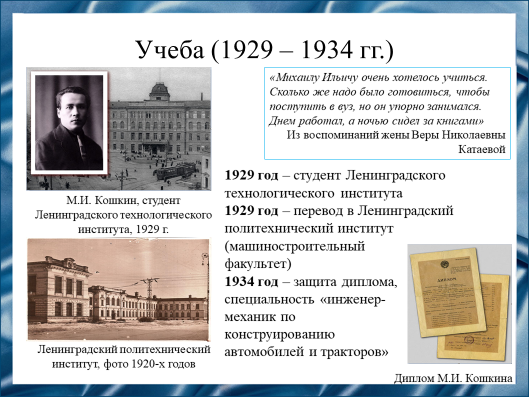 Учеба (1929 – 1934 гг.)
«Михаилу Ильичу очень хотелось учиться.
Сколько же надо было готовиться, чтобы
поступить в вуз, но он упорно занимался.
Днем работал, а ночью сидел за книгами»
Из воспоминаний жены Веры Николаевны
Катаевой
М.И. Кошкин, студент
Ленинградского технологического
института, 1929 г.
1929 год – студент Ленинградского
технологического института
1929 год – перевод в Ленинградский
политехнический институт
(машиностроительный
факультет)
1934 год – защита диплома,
специальность «инженер-
механик по
конструированию
автомобилей и тракторов»
Ленинградский политехнический
институт, фото 1920-х годов
Диплом М.И. Кошкина